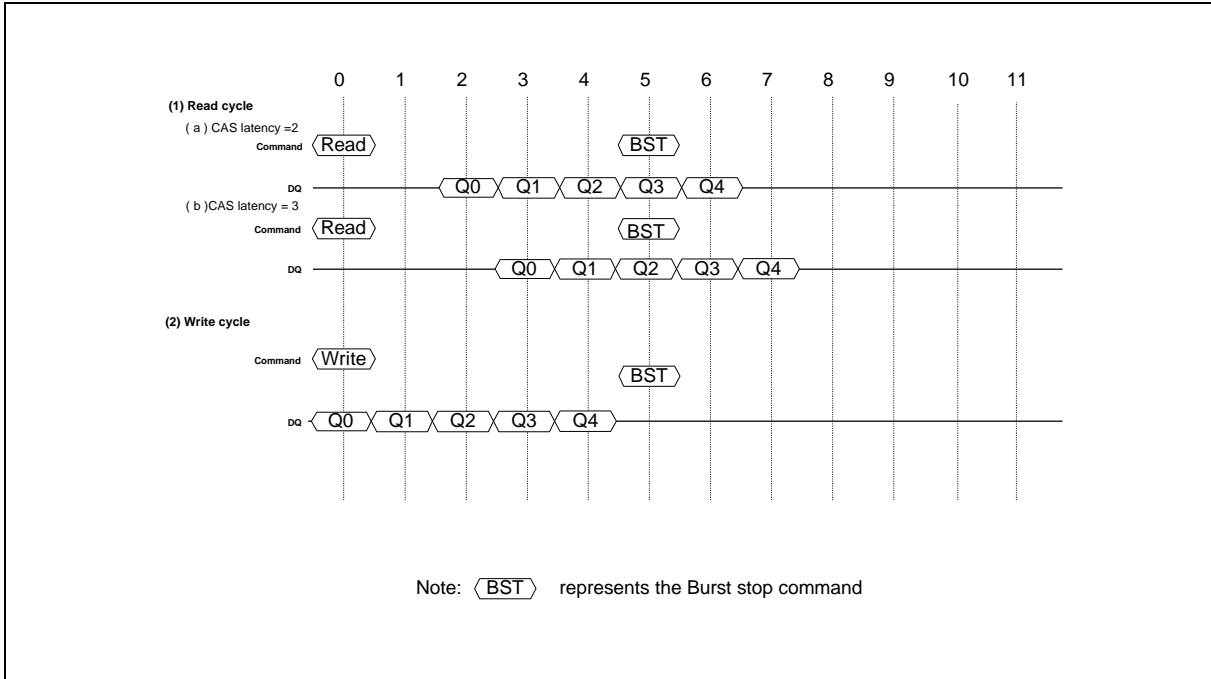 0 1 2 3 4 5 6 7 8 9 10 11
(1) Read cycle
( a ) CAS latency =2
Command Read BST
DQ Q0 Q1 Q2 Q3 Q4
( b )CAS latency = 3
Command Read BST
DQ Q0 Q1 Q2 Q3 Q4
(2) Write cycle
Command Write BST
DQ Q0 Q1 Q2 Q3 Q4
Note: BST represents the Burst stop command